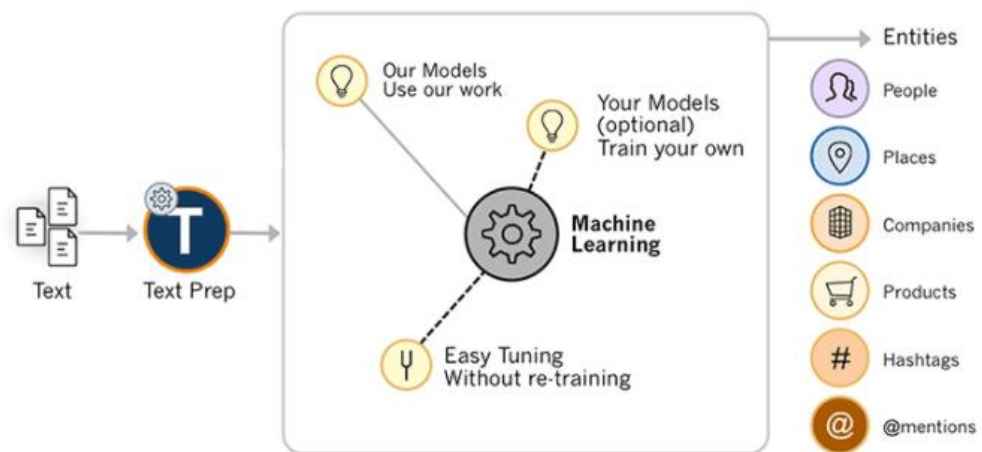 Text
T
Text Prep
Our Models
Use our work
Your Models
(optional)
Train your own
Machine
Learning
Easy Tuning
Without re-training
Entities
People
Places
Companies
Products
#
Hashtags
@
@mentions